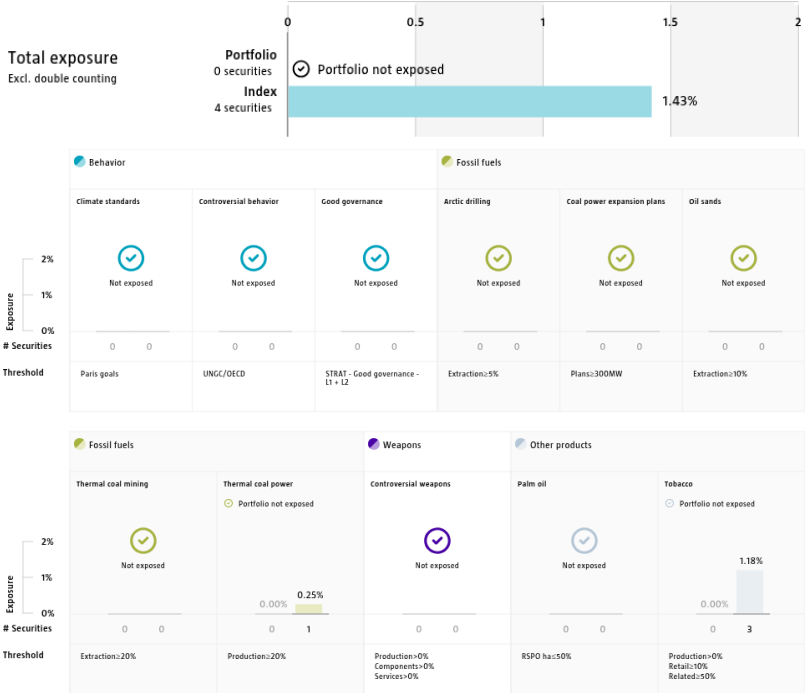 0 0.5 1 1.5 2
Total exposure
Excl. double counting
Portfolio
0 securities
Portfolio not exposed
Index
4 securities
1.43%
Behavior
Fossil fuels
Climate standards
Controversial behavior
Good governance
Arctic drilling
Coal power expansion plans
Oil sands
Exposure
2%
1%
0%
Not exposed
Not exposed
Not exposed
Not exposed
Not exposed
Not exposed
# Securities
0 0
0 0
0 0
0 0
0 0
0 0
Threshold
Paris goals
UNGC/OECD
STRAT - Good governance -
L1 + L2
Extraction≥5%
Plans≥300MW
Extraction≥10%
Fossil fuels
Weapons
Other products
Thermal coal mining
Thermal coal power
Controversial weapons
Palm oil
Tobacco
Portfolio not exposed
Portfolio not exposed
Exposure
2%
1%
0%
Not exposed
0.00%
0.25%
Not exposed
Not exposed
0.00%
1.18%
# Securities
0 0
0 1
0 0
0 0
0 3
Threshold
Extraction≥20%
Production≥20%
Production>0%
Components>0%
Services>0%
RSPO ha≤50%
Production>0%
Retail≥10%
Related≥50%